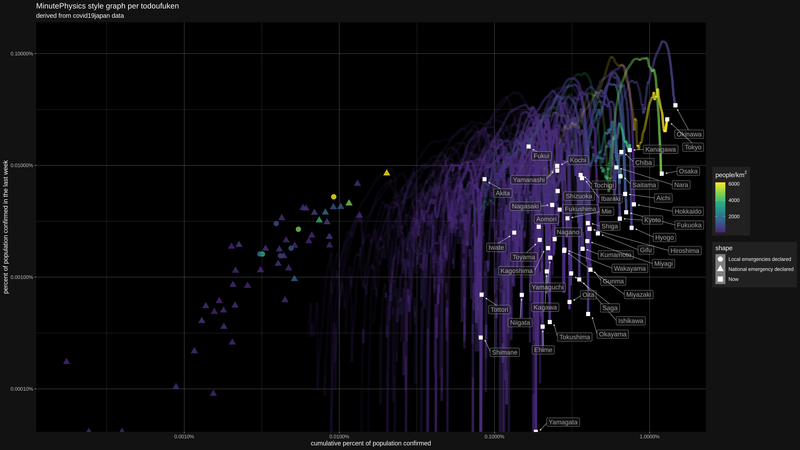 MinutePhysics style graph per todoufuken
derived from covid19japan data
percent of population confirmed in the last week
0.10000%
0.01000%
0.00100%
0.00010%
Okinawa
Tokyo
Kanagawa
Chiba
Osaka
Fukui
Kochi
Yamanashi
Tochigi
Saitama
Nara
Akita
Shizuoka
Ibaraki
Aichi
Nagasaki
Fukushima
Mie
Hokkaido
Aomori
Shiga
Kyoto
Fukuoka
Nagano
Hyogo
Iwate
Gifu
Hiroshima
Toyama
Kumamoto
Miyagi
Kagoshima
Wakayama
Yamaguchi
Gunma
Oita
Miyazaki
Tottori
Kagawa
Saga
Niigata
Ishikawa
Tokushima
Okayama
Shimane
Ehime
Yamagata
0.0010%
0.0100%
0.1000%
1.0000%
cumulative percent of population confirmed
people/km²
6000
4000
2000
shape
Local emergencies declared
National emergency declared
Now